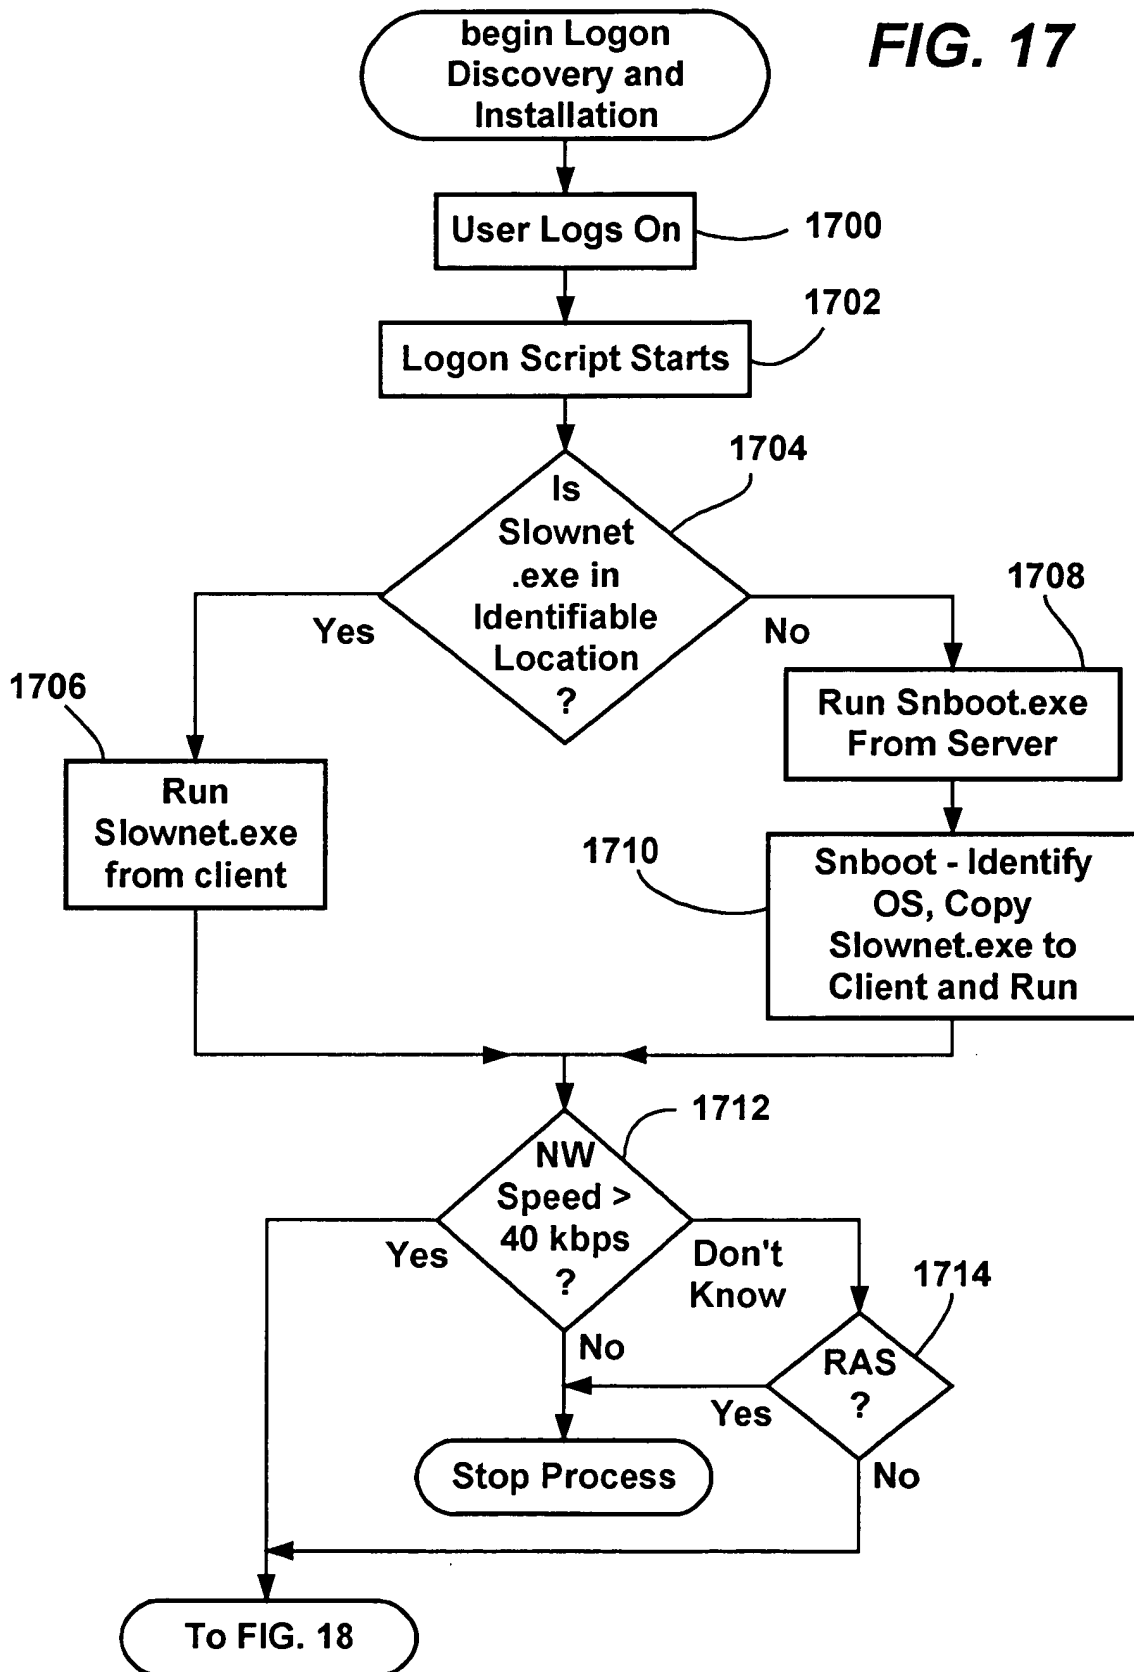 FIG. 17
begin Logon
Discovery and
Installation
User Logs On
1700
1702
Logon Script Starts
1704
Is
Slownet
.exe in
Identifiable
Location
?
Yes
No
1708
1706
Run Snboot.exe
From Server
Run
Slownet.exe
from client
1710
Snboot - Identify
OS, Copy
Slownet.exe to
Client and Run
1712
NW
Speed >
40 kbps
?
Yes
Don't
Know
1714
No
RAS
?
Yes
No
Stop Process
To FIG. 18